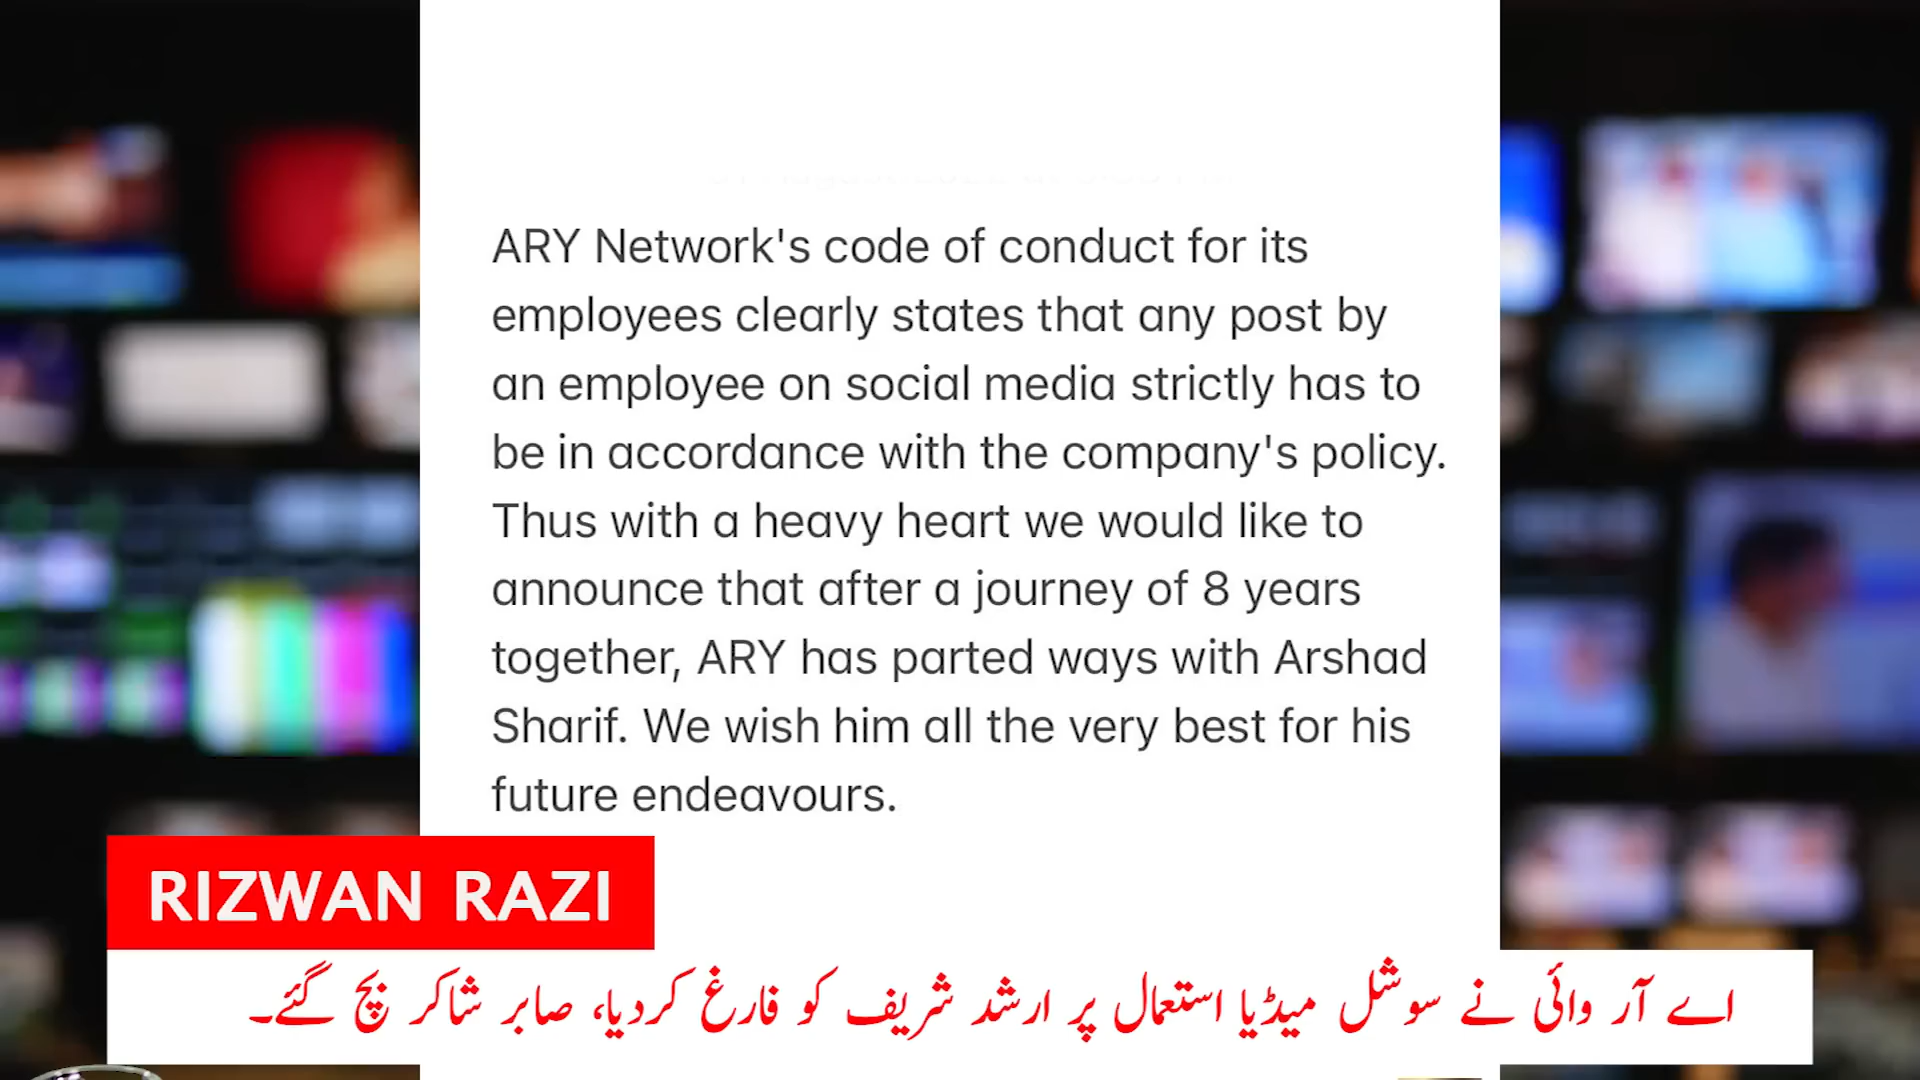 ARY Network's code of conduct for its
employees clearly states that any post by
an employee on social media strictly has to
be in accordance with the company's policy.
Thus with a heavy heart we would like to
announce that after a journey of 8 years
together, ARY has parted ways with Arshad
Sharif. We wish him all the very best for his
future endeavours.
RIZWAN RAZI
اے آر وائی نے سوشل میڈیا استعمال پر ارشد شریف کو فارغ کردیا، صابر شاکر بچ گئے۔